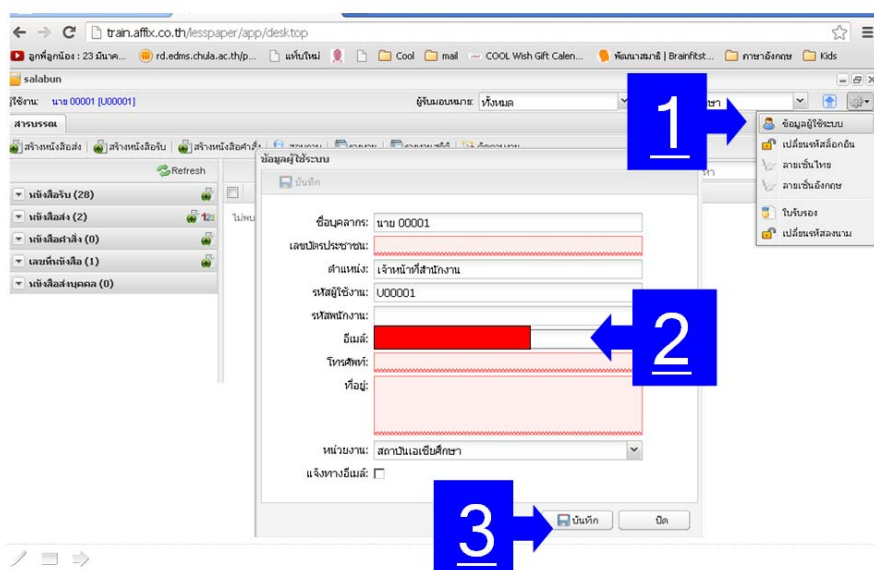 train.affix.co.th/lesspaper/app/desktop
ลูกพี่ลูกน้อง : 23 มีนาค... rd.edms.chula.ac.th/p... แท็บใหม่ Cool mail COOL Wish Gift Calen... พัฒนาสมาธิ | Brainfitst... ภาษาอังกฤษ Kids
salabun
ผู้ใช้งาน: นาย 00001 [U00001] ผู้รับมอบหมาย: ทั้งหมด
สารบรรณ
สร้างหนังสือส่ง สร้างหนังสือรับ สร้างหนังสือคำสั่ง
1
ข้อมูลผู้ใช้ระบบ
เปลี่ยนรหัสล็อกอิน
ลายเซ็นไทย
ลายเซ็นอังกฤษ
ใบรับรอง
เปลี่ยนรหัสลงนาม
Refresh
หนังสือรับ (28)
หนังสือส่ง (2)
หนังสือคำสั่ง (0)
เลขที่หนังสือ (1)
หนังสือส่งบุคคล (0)
ข้อมูลผู้ใช้ระบบ
บันทึก
ชื่อบุคลากร: นาย 00001
เลขบัตรประชาชน:
ตำแหน่ง: เจ้าหน้าที่สำนักงาน
รหัสผู้ใช้งาน: U00001
รหัสพนักงาน:
อีเมล์:
2
โทรศัพท์:
ที่อยู่:
หน่วยงาน: สถาบันเอเชียศึกษา
แจ้งทางอีเมล์:
3
บันทึก ปิด